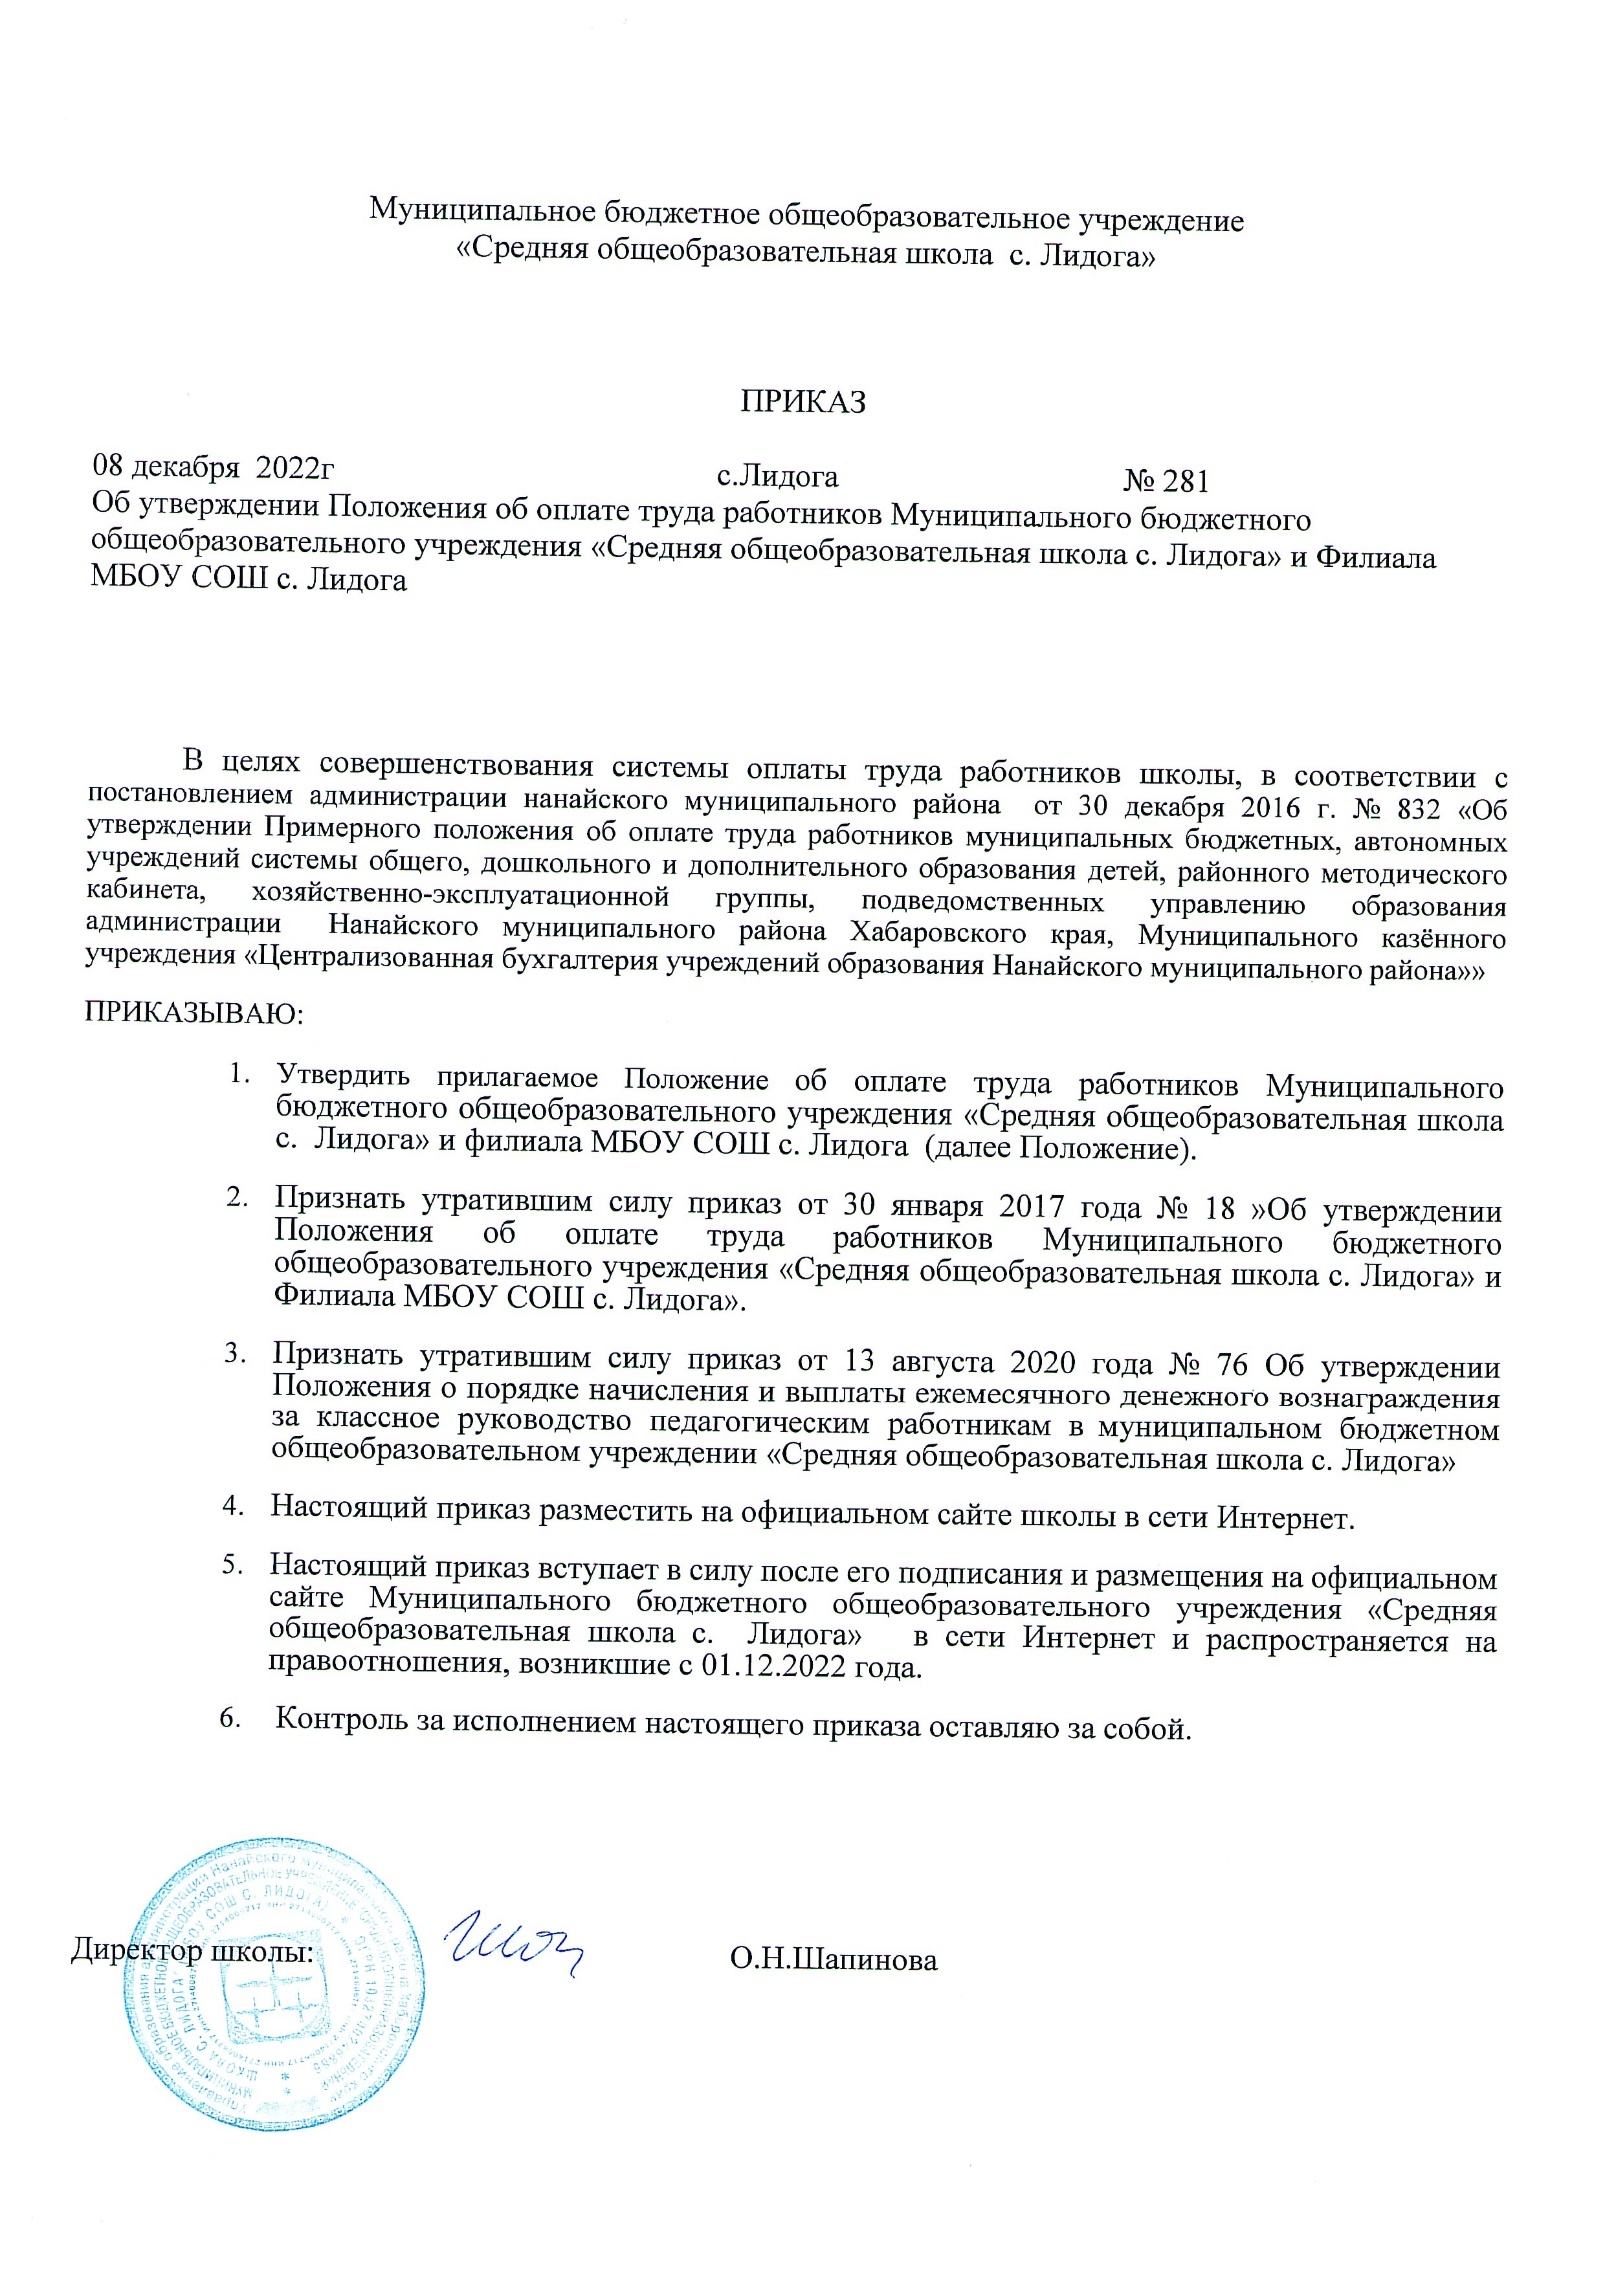 Муниципальное бюджетное общеобразовательное учреждение
«Средняя общеобразовательная школа с. Лидога»
ПРИКАЗ
08 декабря 2022г с.Лидога № 281
Об утверждении Положения об оплате труда работников Муниципального бюджетного
общеобразовательного учреждения «Средняя общеобразовательная школа с. Лидога» и Филиала
МБОУ СОШ с. Лидога
В целях совершенствования системы оплаты труда работников школы, в соответствии с
постановлением администрации нанайского муниципального района от 30 декабря 2016 г. № 832 «Об
утверждении Примерного положения об оплате труда работников муниципальных бюджетных, автономных
учреждений системы общего, дошкольного и дополнительного образования детей, районного методического
кабинета, хозяйственно-эксплуатационной группы, подведомственных управлению образования
администрации Нанайского муниципального района Хабаровского края, Муниципального казённого
учреждения «Централизованная бухгалтерия учреждений образования Нанайского муниципального района»»
ПРИКАЗЫВАЮ:
1. Утвердить прилагаемое Положение об оплате труда работников Муниципального
бюджетного общеобразовательного учреждения «Средняя общеобразовательная школа
с. Лидога» и филиала МБОУ СОШ с. Лидога (далее Положение).
2. Признать утратившим силу приказ от 30 января 2017 года № 18 »Об утверждении
Положения об оплате труда работников Муниципального бюджетного
общеобразовательного учреждения «Средняя общеобразовательная школа с. Лидога» и
Филиала МБОУ СОШ с. Лидога».
3. Признать утратившим силу приказ от 13 августа 2020 года № 76 Об утверждении
Положения о порядке начисления и выплаты ежемесячного денежного вознаграждения
за классное руководство педагогическим работникам в муниципальном бюджетном
общеобразовательном учреждении «Средняя общеобразовательная школа с. Лидога»
4. Настоящий приказ разместить на официальном сайте школы в сети Интернет.
5. Настоящий приказ вступает в силу после его подписания и размещения на официальном
сайте Муниципального бюджетного общеобразовательного учреждения «Средняя
общеобразовательная школа с. Лидога» в сети Интернет и распространяется на
правоотношения, возникшие с 01.12.2022 года.
6. Контроль за исполнением настоящего приказа оставляю за собой.
Директор школы: О.Н.Шапинова